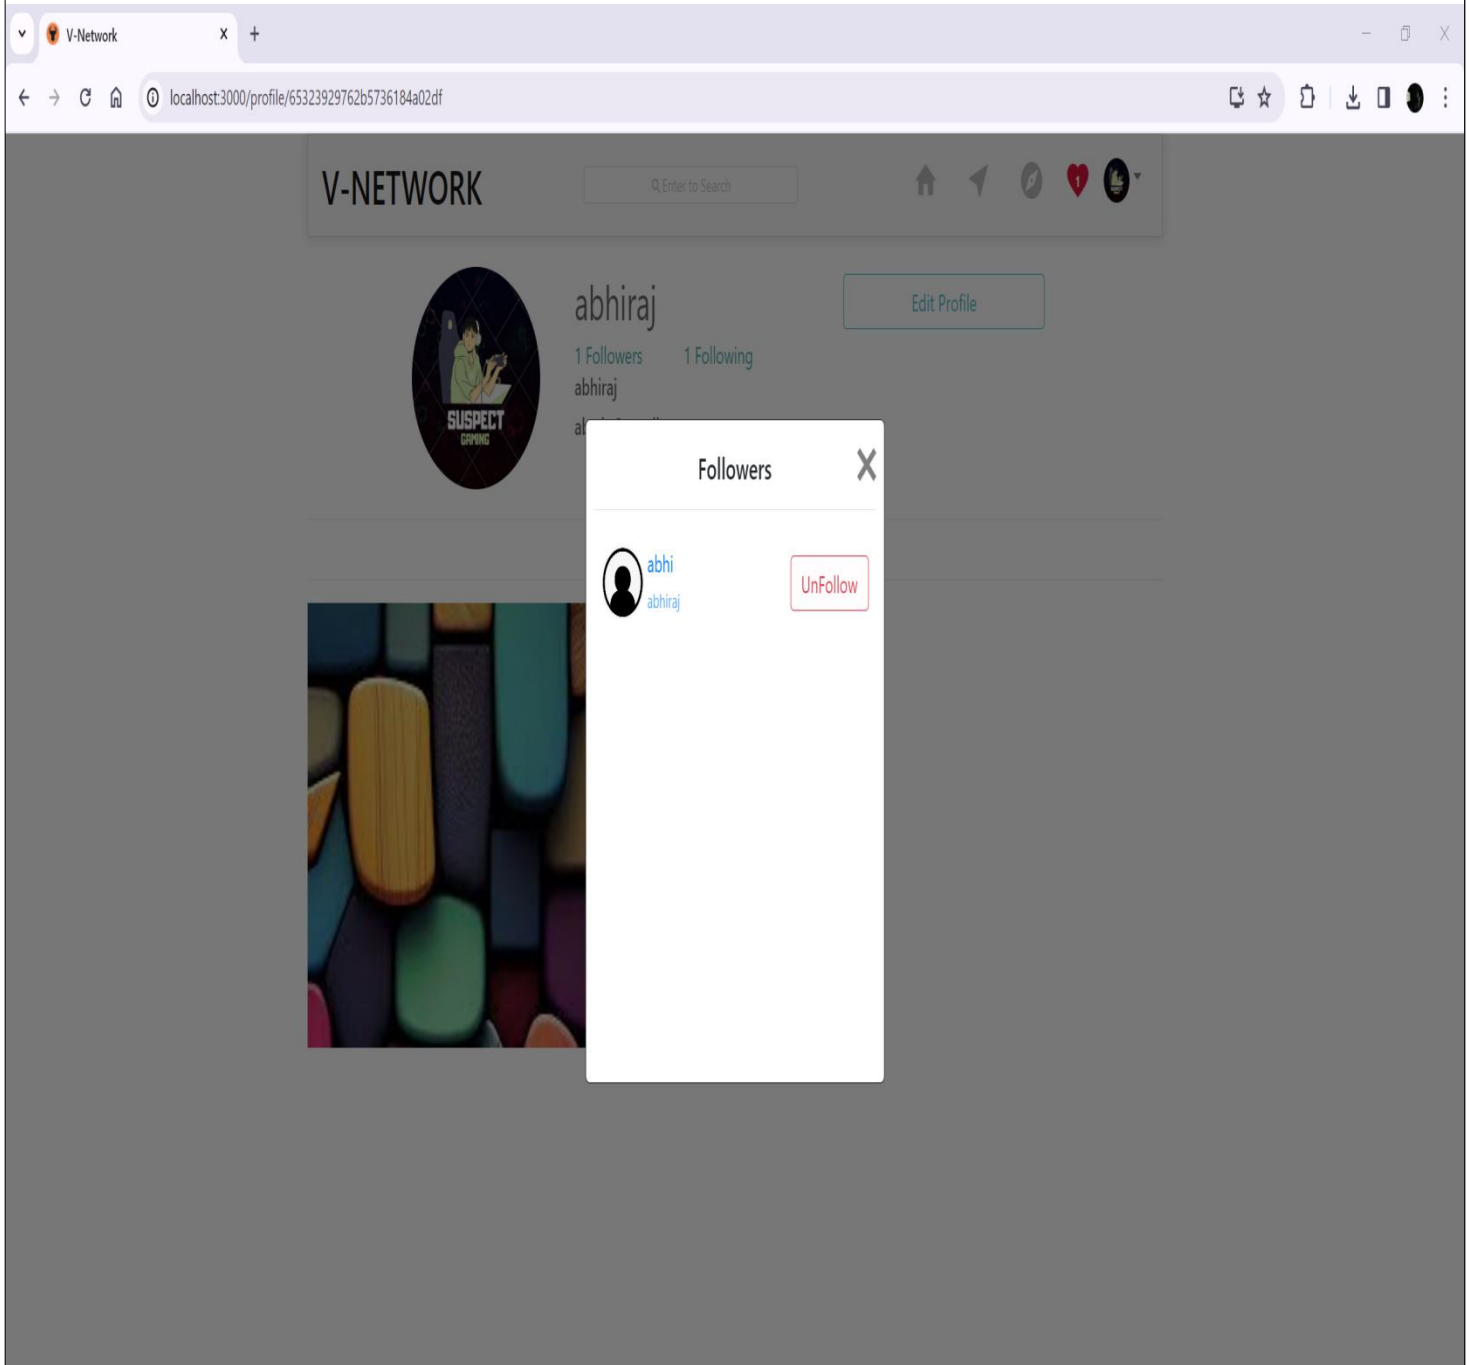 V-Network
localhost:3000/profile/65323929762b5736184a02df
V-NETWORK
Enter to Search
1
abhiraj
Edit Profile
1 Followers 1 Following
abhiraj
SUSPECT
GAMING
Followers
abhi
abhiraj
UnFollow